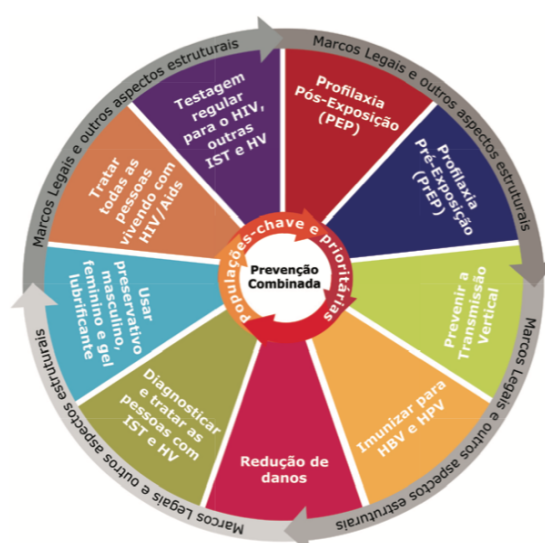 Marcos Legais e outros aspectos estruturais
Marcos Legais e outros aspectos estruturais
Testagem
regular
para o HIV,
outras
IST e HV
Profilaxia
Pós-Exposição
(PEP)
Profilaxia
Pré-Exposição
(PrEP)
Prevenir a
Transmissão
Vertical
Imunizar para
HBV e HPV
Redução de
danos
Diagnosticar
e tratar as
pessoas com
IST e HV
Usar
preservativo
masculino,
feminino e gel
lubrificante
Tratar
todas as
pessoas
vivendo com
HIV//Aids
Populações-chave e prioritárias
Prevenção
Combinada
Marcos Legais e outros aspectos estruturais
Marcos Legais e outros aspectos estruturais